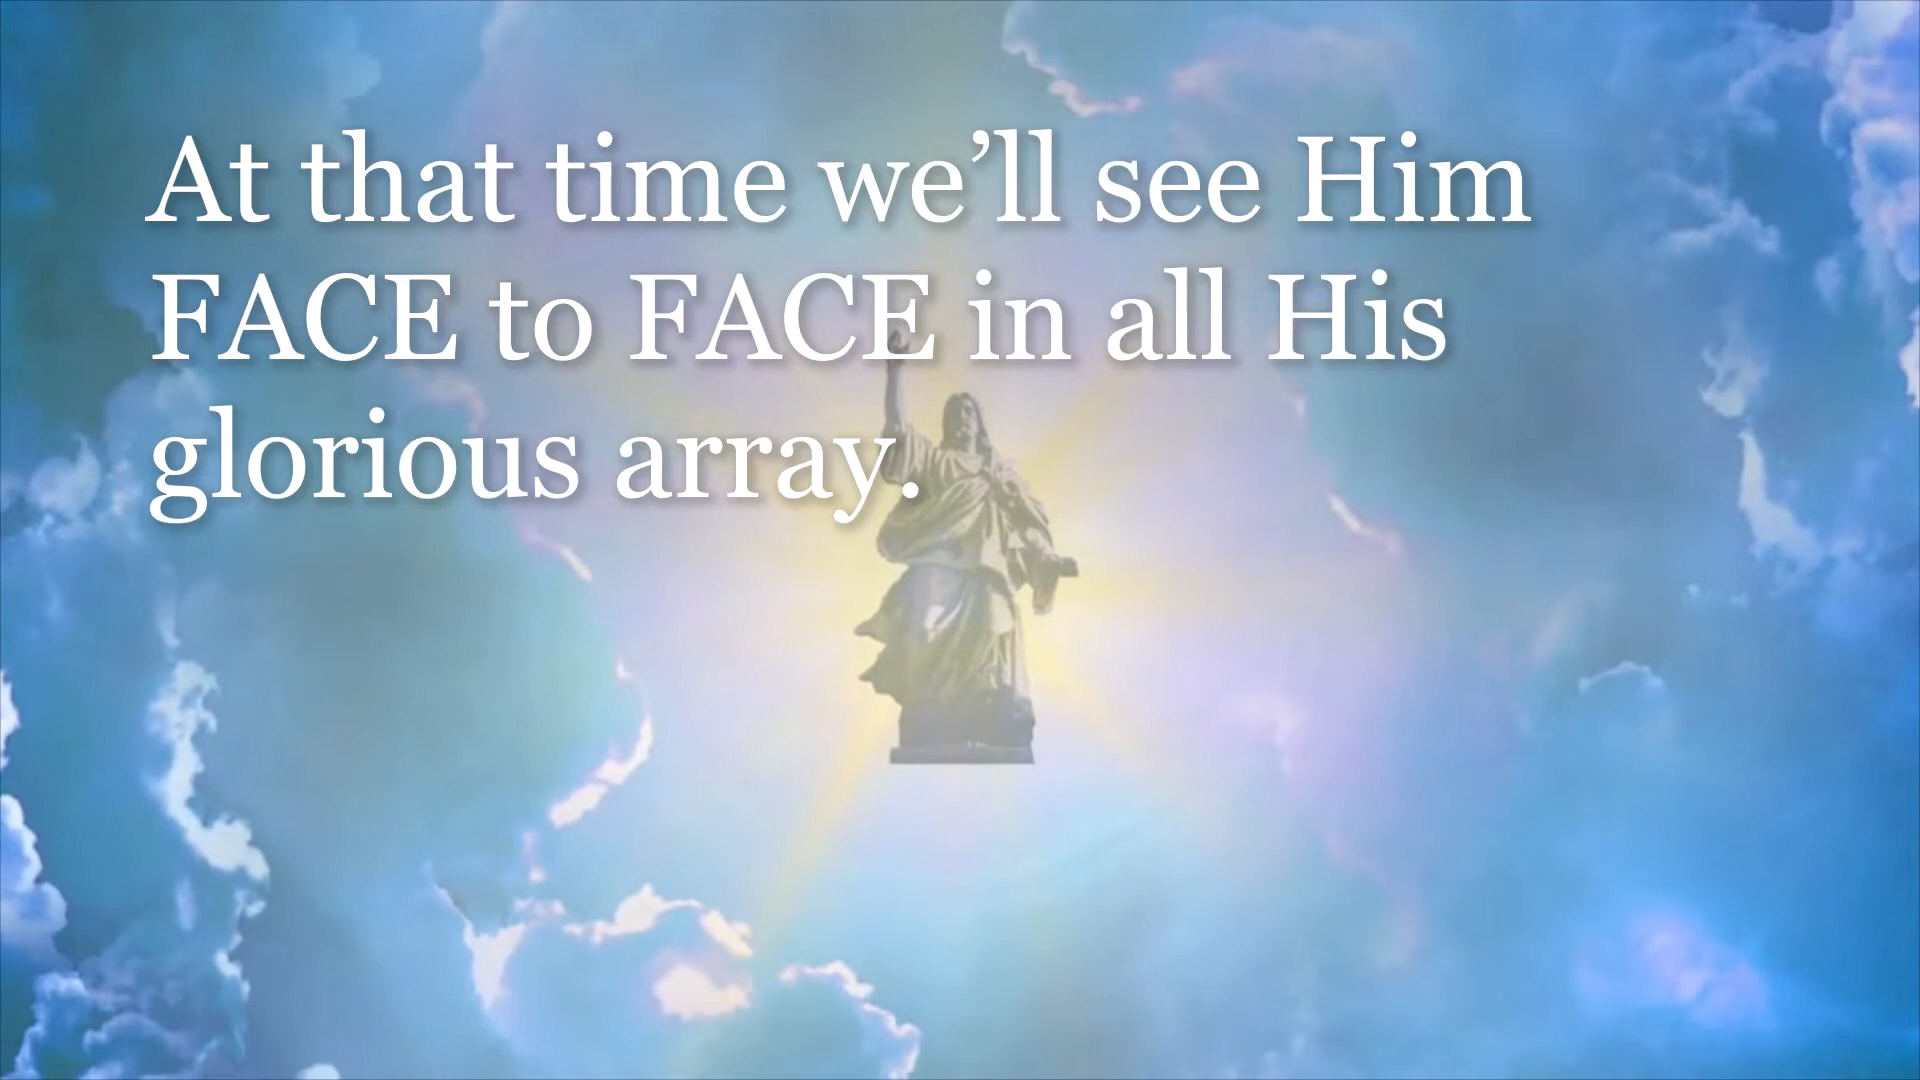 At that time we’ll see Him
FACE to FACE in all His
glorious array.